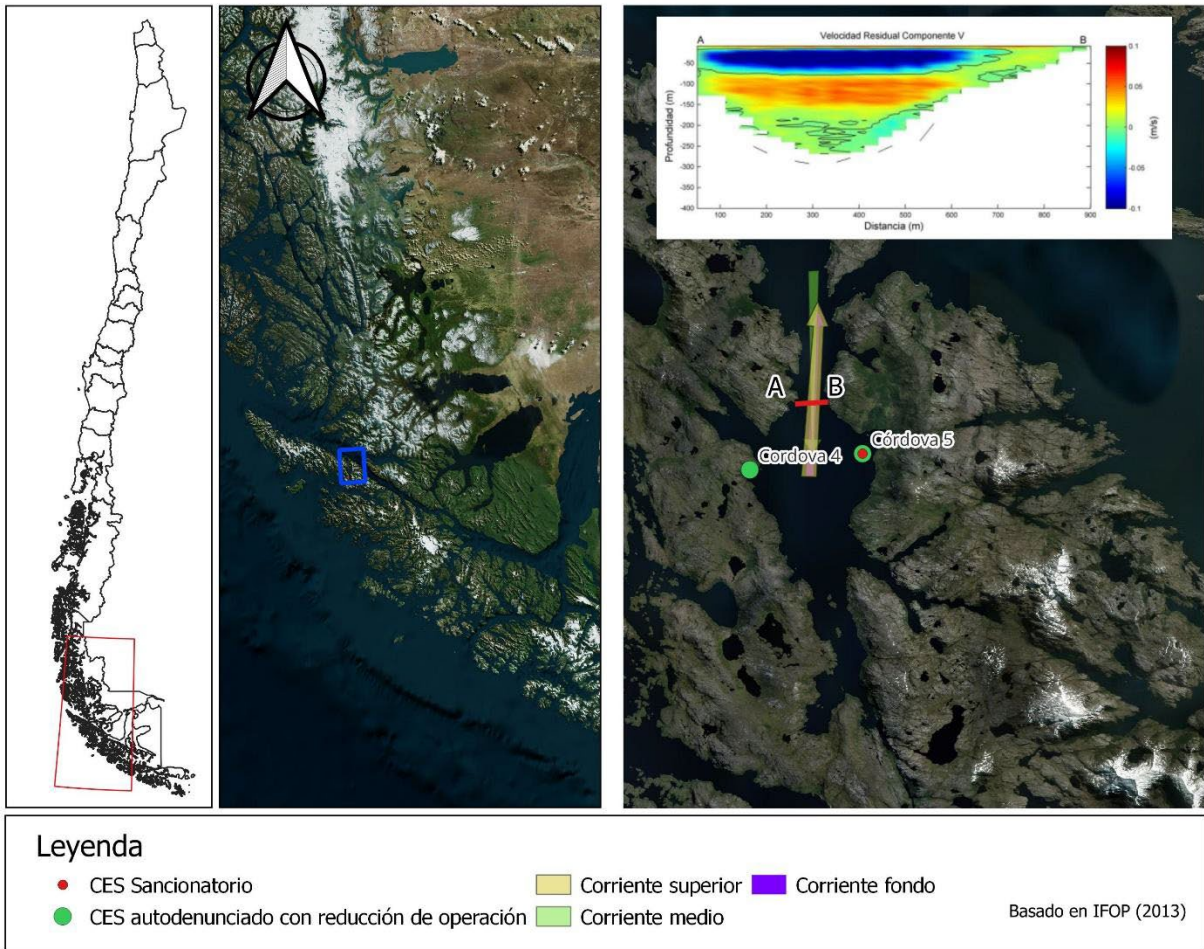 Velocidad Residual Componente V
A
B
0.1
0.05
0
-0.05
-0.1
(m/s)
Profundidad (m)
-50
-100
-150
-200
-250
-300
-350
-400
100 200 300 400 500 600 700 800 900
Distancia (m)
A B
Cordova 4
Córdova 5
Leyenda
CES Sancionatorio
CES autodenunciado con reducción de operación
Corriente superior
Corriente medio
Corriente fondo
Basado en IFOP (2013)